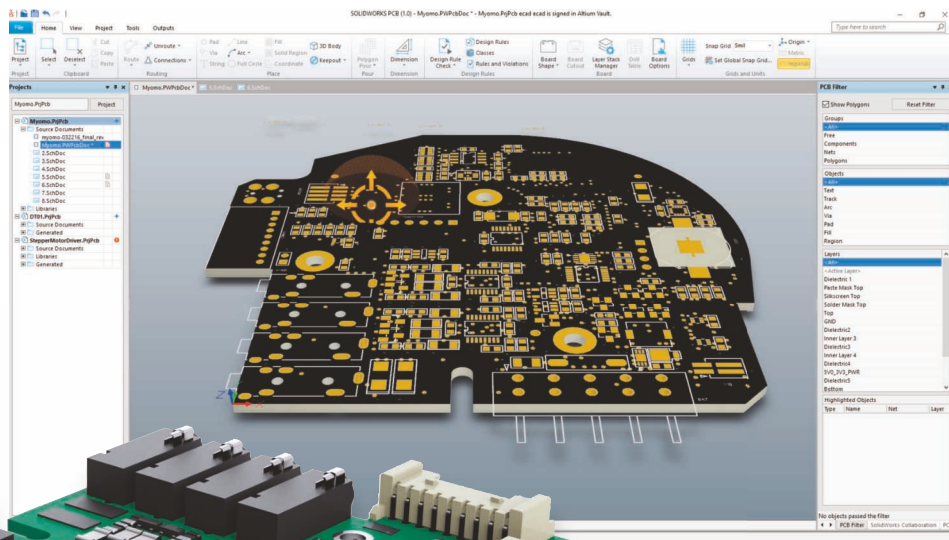 SOLIDWORKS PCB (1.0) - Myomo.PWPcbDoc * - Myomo.PrjPcb ecad ecad is signed in Altium Vault.
File Home View Project Tools Outputs
Type here to search
Project
Select
Deselect
Cut
Copy
Paste
Route
Unroute
Arc
Connections
Pad
Line
Via
Arc
String
Full Circle
Fill
Solid Region
Coordinate
3D Body
Keepout
Polygon Pour
Dimension
Design Rule Check
Design Rules
Classes
Rules and Violations
Board Shape
Board Cutout
Layer Stack Manager
Drill Table
Board Options
Grids
Snap Grid 5mil
Set Global Snap Grid...
Origin
Metric
Imperial
Project Clipboard Routing Place Pour Dimension Design Rules Board Grids and Units
Projects
Myomo.PrjPcb Project
Myomo.PrjPcb
Source Documents
myomo-032216_final_rev
Myomo.PWPcbDoc *
2.SchDoc
3.SchDoc
4.SchDoc
5.SchDoc
6.SchDoc
7.SchDoc
8.SchDoc
Libraries
DT01.PrjPcb
Source Documents
Generated
StepperMotorDriver.PrjPcb
Source Documents
Libraries
Generated
Myomo.PWPcbDoc * 5.SchDoc 6.SchDoc
Z
X
PCB Filter
Show Polygons Reset Filter
Groups
<All>
Free
Components
Nets
Polygons
Objects
<All>
Text
Track
Arc
Via
Pad
Fill
Region
Layers
<All>
<Active Layer>
Dielectric 1
Paste Mask Top
Silkscreen Top
Solder Mask Top
Top
GND
Dielectric2
Inner Layer 3
Dielectric3
Inner Layer 4
Dielectric4
5V0_3V3_PWR
Dielectric5
Bottom
Highlighted Objects
Type Name Net Layer
No objects passed the filter
PCB Filter SolidWorks Collaboration